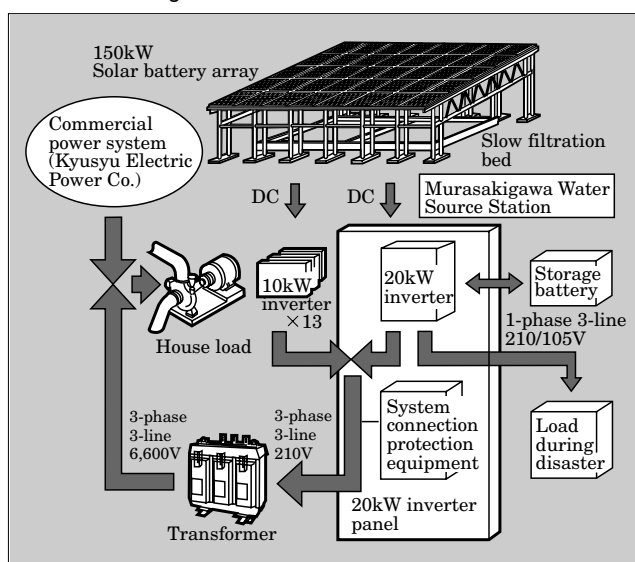 150kW
Solar battery array
Commercial
power system
(Kyusyu Electric
Power Co.)
Slow filtration
bed
DC
DC
Murasakigawa Water
Source Station
10kW
inverter
×13
20kW
inverter
Storage
battery
House load
1-phase 3-line
210/105V
3-phase
3-line
6,600V
3-phase
3-line
210V
System
connection
protection
equipment
Load
during
disaster
Transformer
20kW inverter
panel